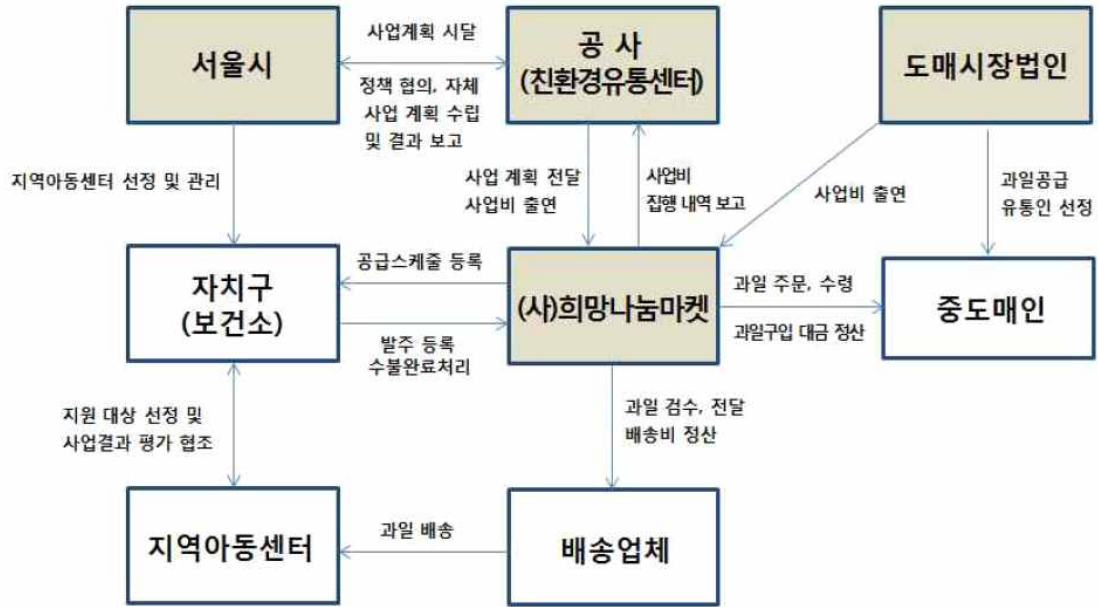 서울시
사업계획 시달
정책 협의, 자체
사업 계획 수립
및 결과 보고
공 사
(친환경유통센터)
도매시장법인
지역아동센터 선정 및 관리
사업 계획 전달
사업비 출연
사업비
집행 내역 보고
사업비 출연
과일공급
유통인 선정
자치구
(보건소)
공급스케줄 등록
발주 등록
수불완료처리
(사)희망나눔마켓
과일 주문, 수령
과일구입 대금 정산
중도매인
지원 대상 선정 및
사업결과 평가 협조
과일 검수, 전달
배송비 정산
지역아동센터
과일 배송
배송업체